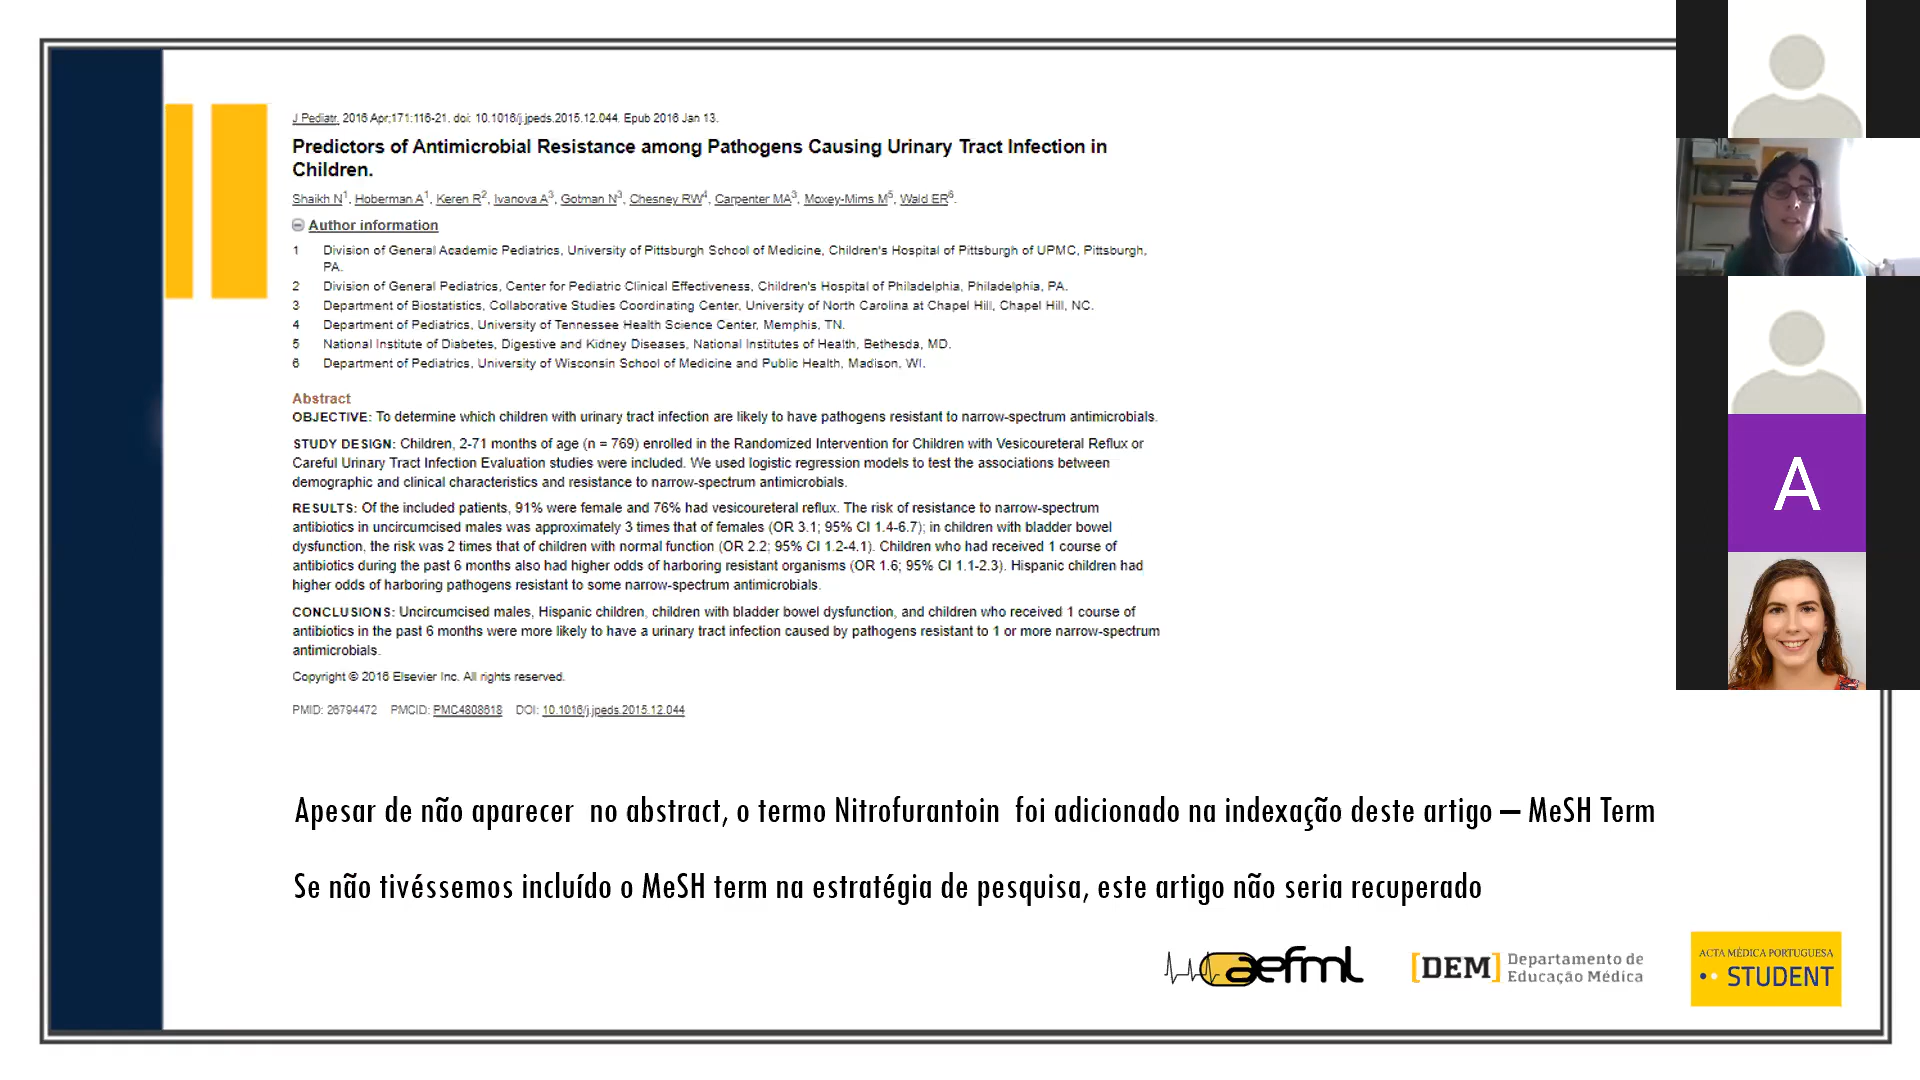 J Pediatr. 2016 Apr;171:116-21. doi: 10.1016/j.jpeds.2015.12.044. Epub 2016 Jan 13.
Predictors of Antimicrobial Resistance among Pathogens Causing Urinary Tract Infection in
Children.
Shaikh N1, Hoberman A1, Keren R2, Ivanova A3, Gotman N3, Chesney RW4, Carpenter MA3, Moxey-Mims M5, Wald ER6.
Author information
1 Division of General Academic Pediatrics, University of Pittsburgh School of Medicine, Children's Hospital of Pittsburgh of UPMC, Pittsburgh,
PA.
2 Division of General Pediatrics, Center for Pediatric Clinical Effectiveness, Children's Hospital of Philadelphia, Philadelphia, PA.
3 Department of Biostatistics, Collaborative Studies Coordinating Center, University of North Carolina at Chapel Hill, Chapel Hill, NC.
4 Department of Pediatrics, University of Tennessee Health Science Center, Memphis, TN.
5 National Institute of Diabetes, Digestive and Kidney Diseases, National Institutes of Health, Bethesda, MD.
6 Department of Pediatrics, University of Wisconsin School of Medicine and Public Health, Madison, WI.
Abstract
OBJECTIVE: To determine which children with urinary tract infection are likely to have pathogens resistant to narrow-spectrum antimicrobials.
STUDY DESIGN: Children, 2-71 months of age (n = 769) enrolled in the Randomized Intervention for Children with Vesicoureteral Reflux or
Careful Urinary Tract Infection Evaluation studies were included. We used logistic regression models to test the associations between
demographic and clinical characteristics and resistance to narrow-spectrum antimicrobials.
RESULTS: Of the included patients, 91% were female and 76% had vesicoureteral reflux. The risk of resistance to narrow-spectrum
antibiotics in uncircumcised males was approximately 3 times that of females (OR 3.1; 95% CI 1.4-6.7); in children with bladder bowel
dysfunction, the risk was 2 times that of children with normal function (OR 2.2; 95% CI 1.2-4.1). Children who had received 1 course of
antibiotics during the past 6 months also had higher odds of harboring resistant organisms (OR 1.6; 95% CI 1.1-2.3). Hispanic children had
higher odds of harboring pathogens resistant to some narrow-spectrum antimicrobials.
CONCLUSIONS: Uncircumcised males, Hispanic children, children with bladder bowel dysfunction, and children who received 1 course of
antibiotics in the past 6 months were more likely to have a urinary tract infection caused by pathogens resistant to 1 or more narrow-spectrum
antimicrobials.
Copyright © 2016 Elsevier Inc. All rights reserved.
PMID: 26794472 PMCID: PMC4808618 DOI: 10.1016/j.jpeds.2015.12.044
Apesar de não aparecer no abstract, o termo Nitrofurantoin foi adicionado na indexação deste artigo – MeSH Term
Se não tivéssemos incluído o MeSH term na estratégia de pesquisa, este artigo não seria recuperado
aefml
[DEM] Departamento de
Educação Médica
ACTA MÉDICA PORTUGUESA
STUDENT
A